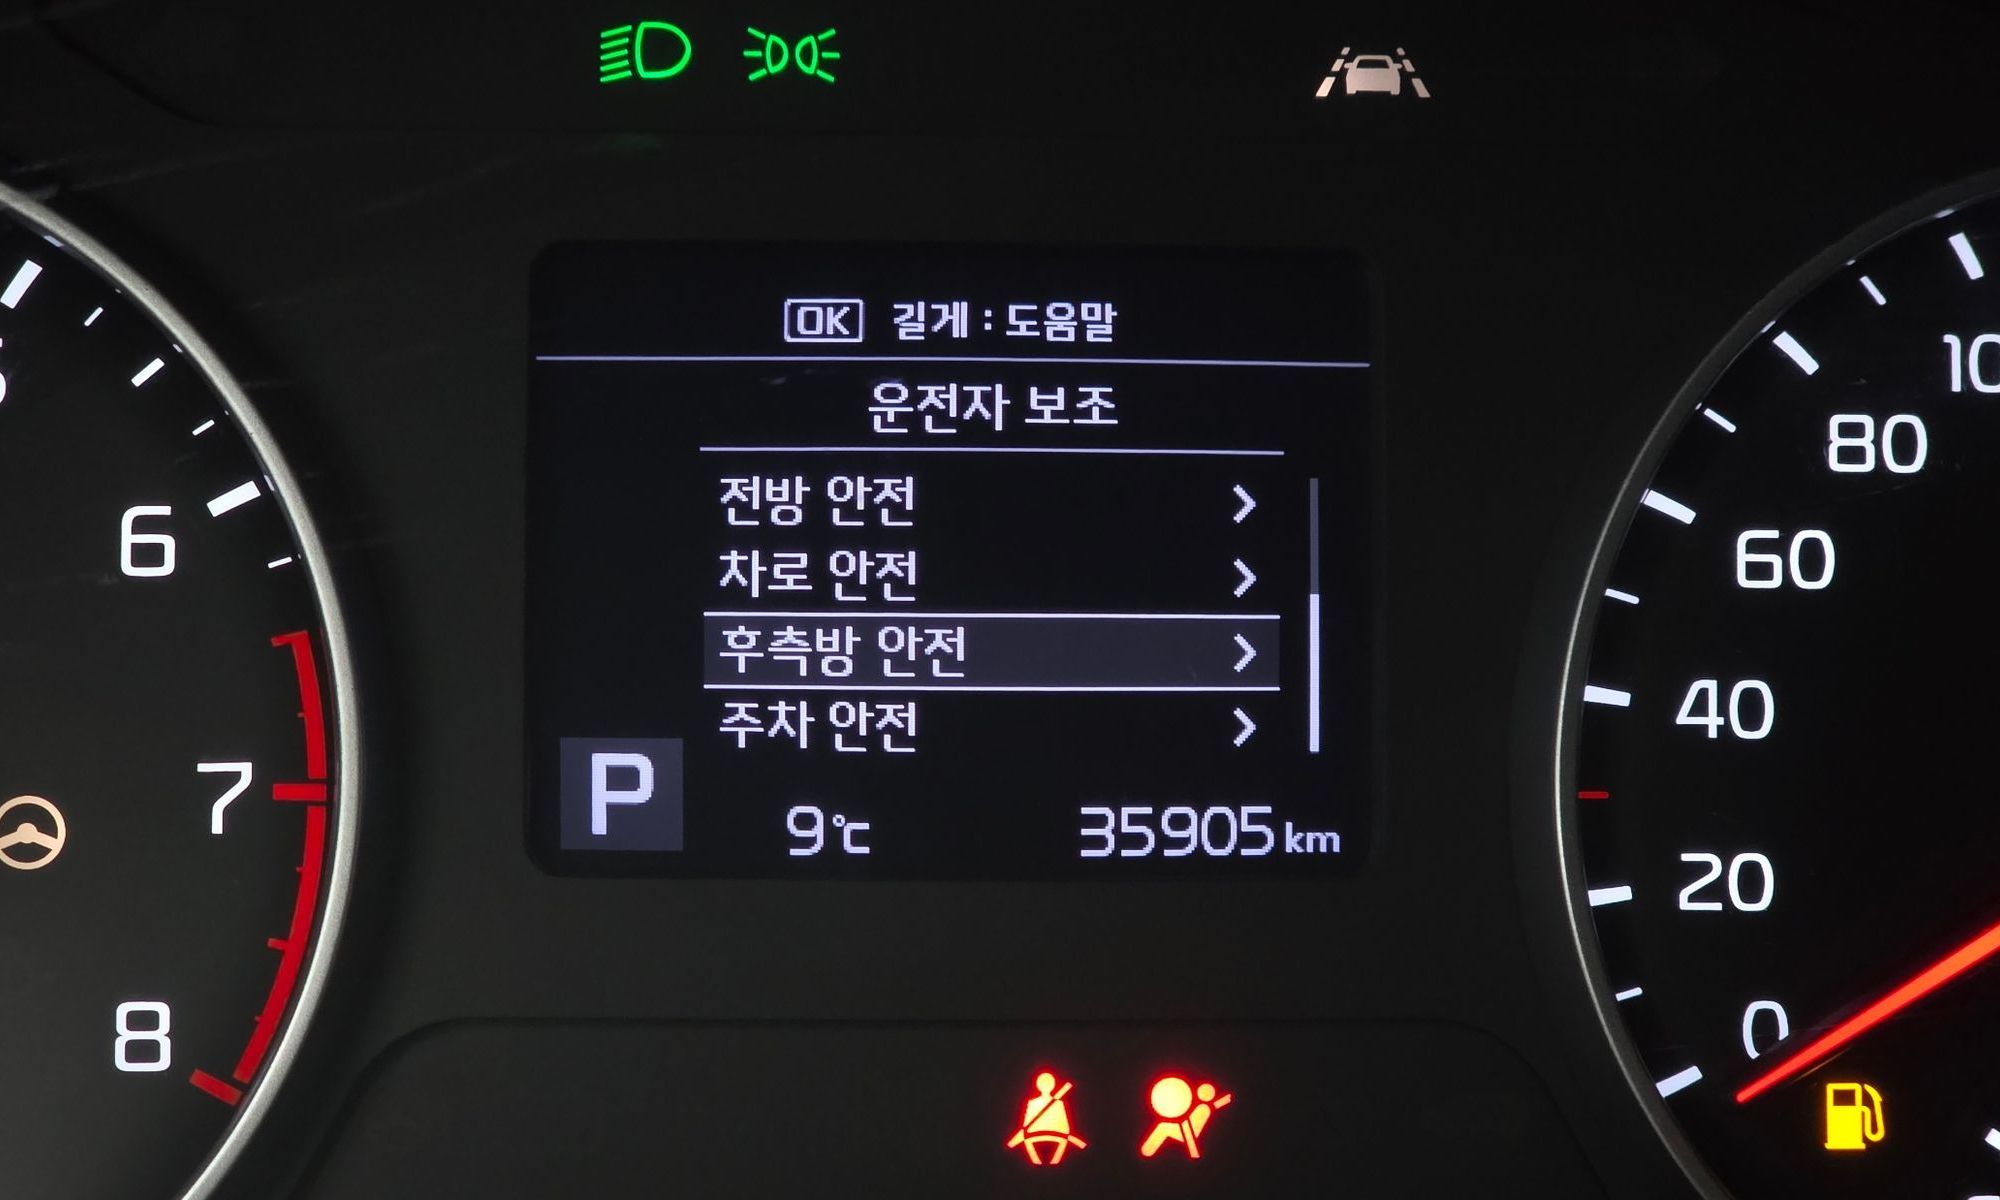 OK 길게 : 도움말
운전자 보조
전방 안전
차로 안전
후측방 안전
주차 안전
P
9℃ 35905 km
6
7
8
80
60
40
20
0